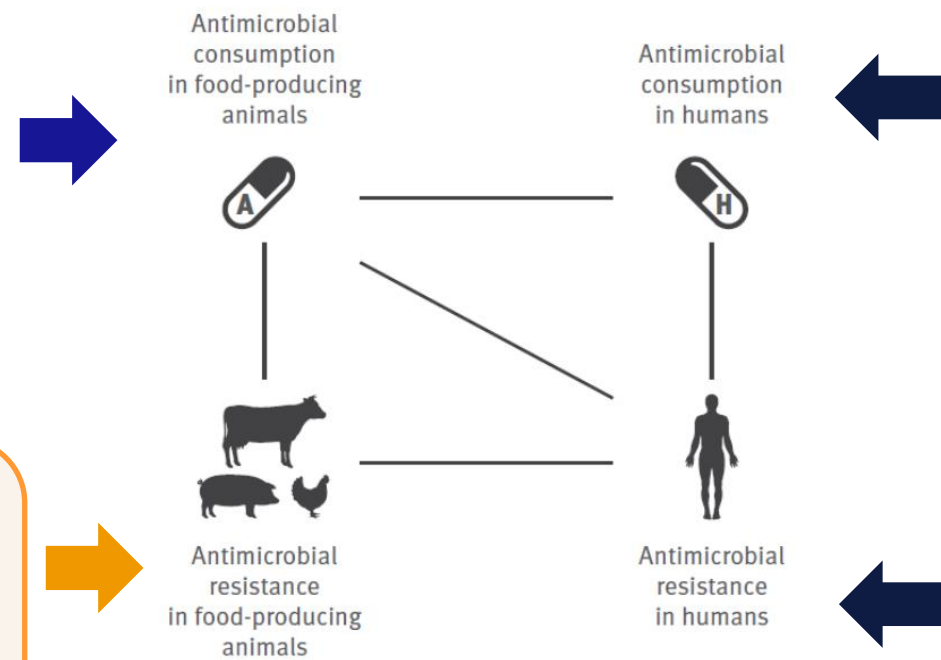 Antimicrobial
consumption
in food-producing
animals
Antimicrobial
consumption
in humans
A
H
Antimicrobial
resistance
in food-producing
animals
Antimicrobial
resistance
in humans